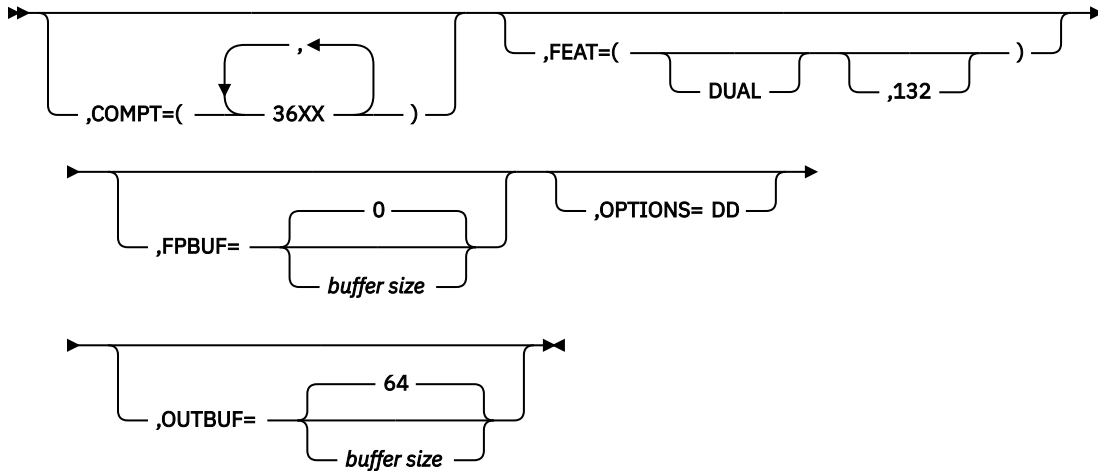 ,
,COMPT=( 36XX )
,FEAT=( DUAL ,132 )
0
,FPBUF=
buffer size
,OPTIONS= DD
64
,OUTBUF=
buffer size